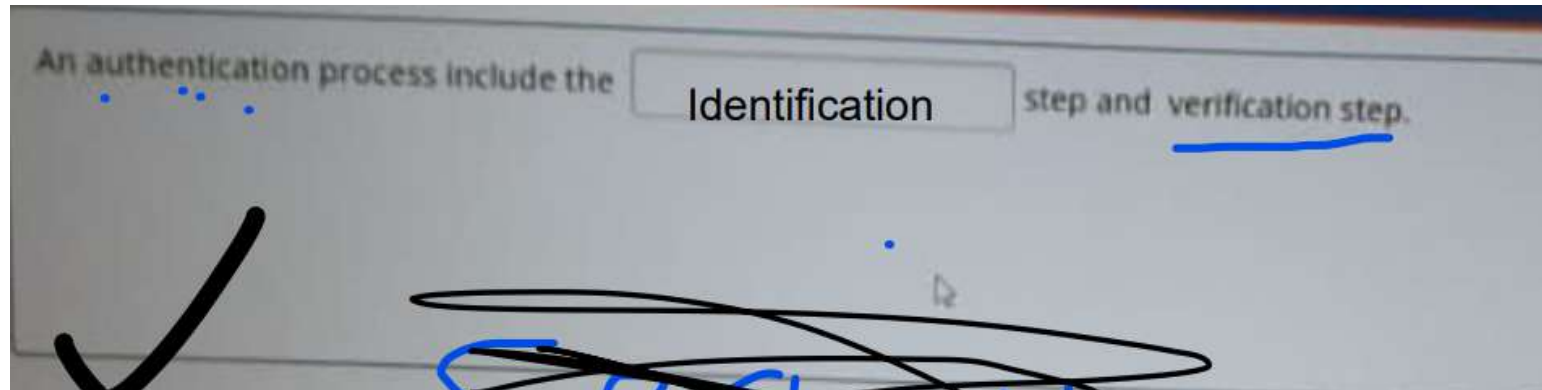 An authentication process include the Identification step and verification step.